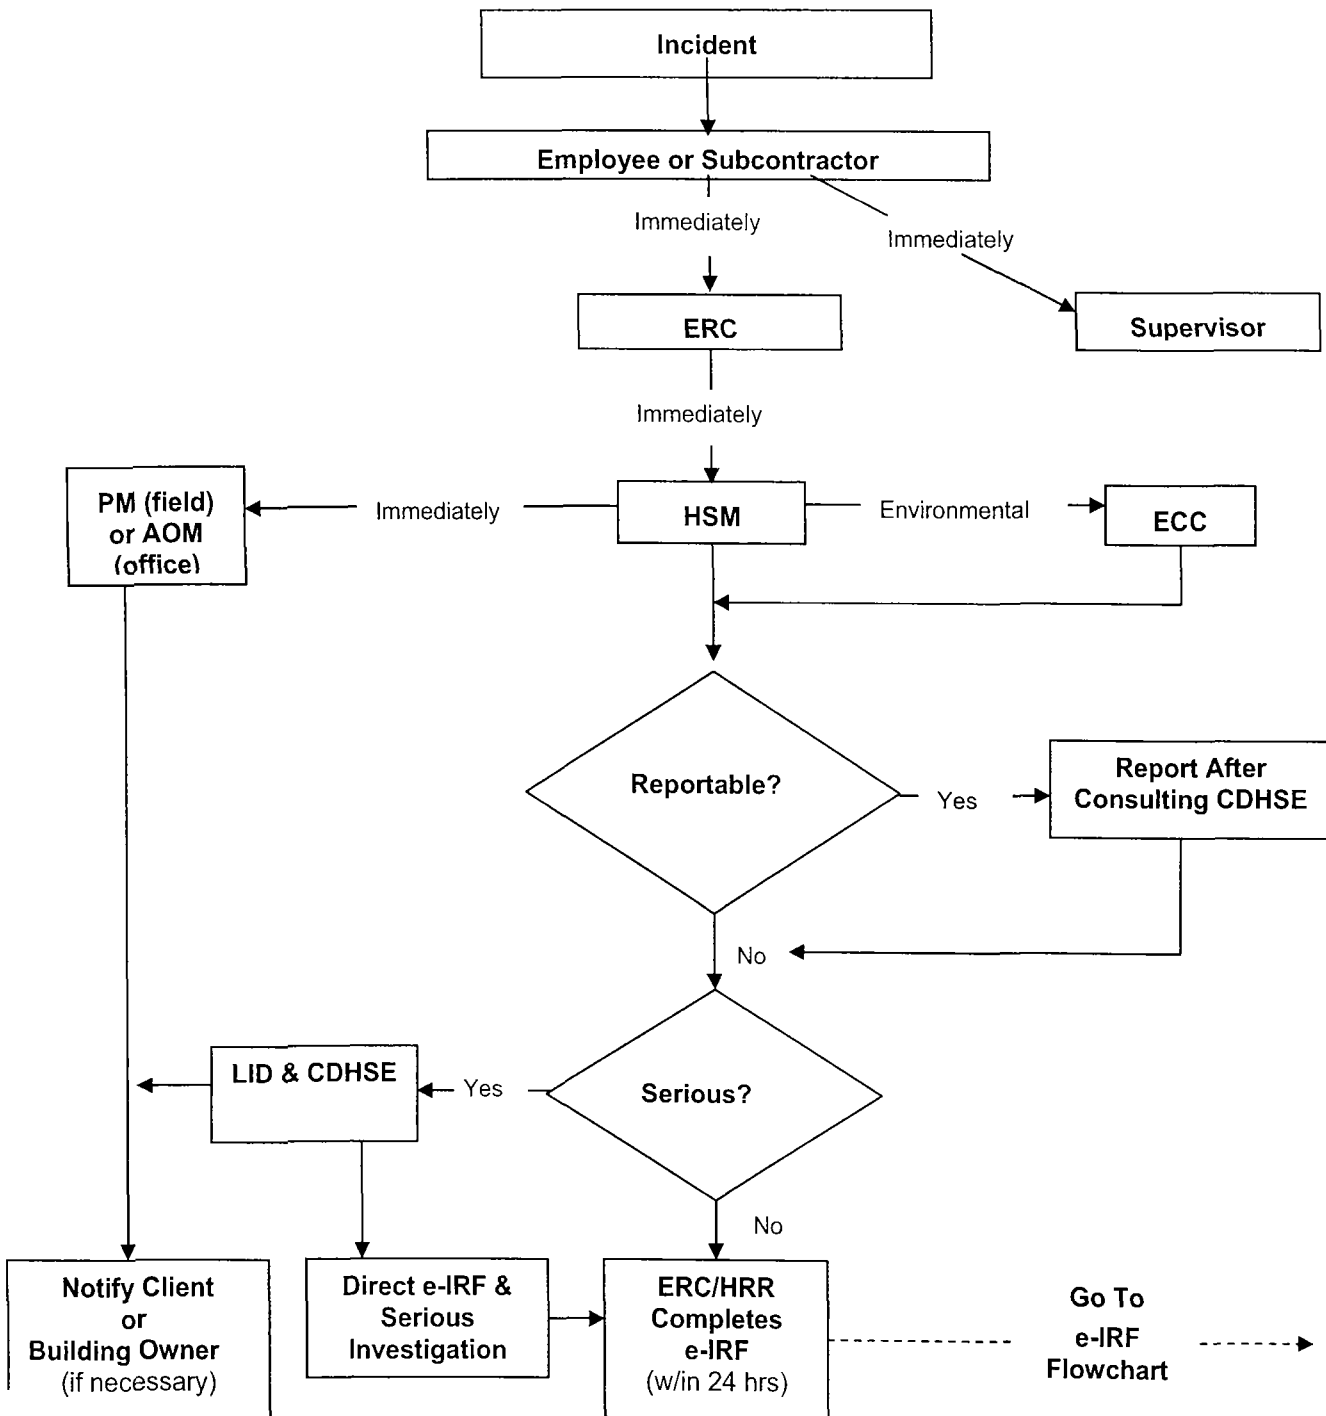 Incident
Employee or Subcontractor
Immediately
Immediately
ERC
Supervisor
Immediately
PM (field)
or AOM
(office)
Immediately
HSM
Environmental
ECC
Reportable?
Yes
Report After
Consulting CDHSE
No
LID & CDHSE
Yes
Serious?
No
Notify Client
or
Building Owner
(if necessary)
Direct e-IRF &
Serious
Investigation
ERC/HRR
Completes
e-IRF
(w/in 24 hrs)
Go To
e-IRF
Flowchart